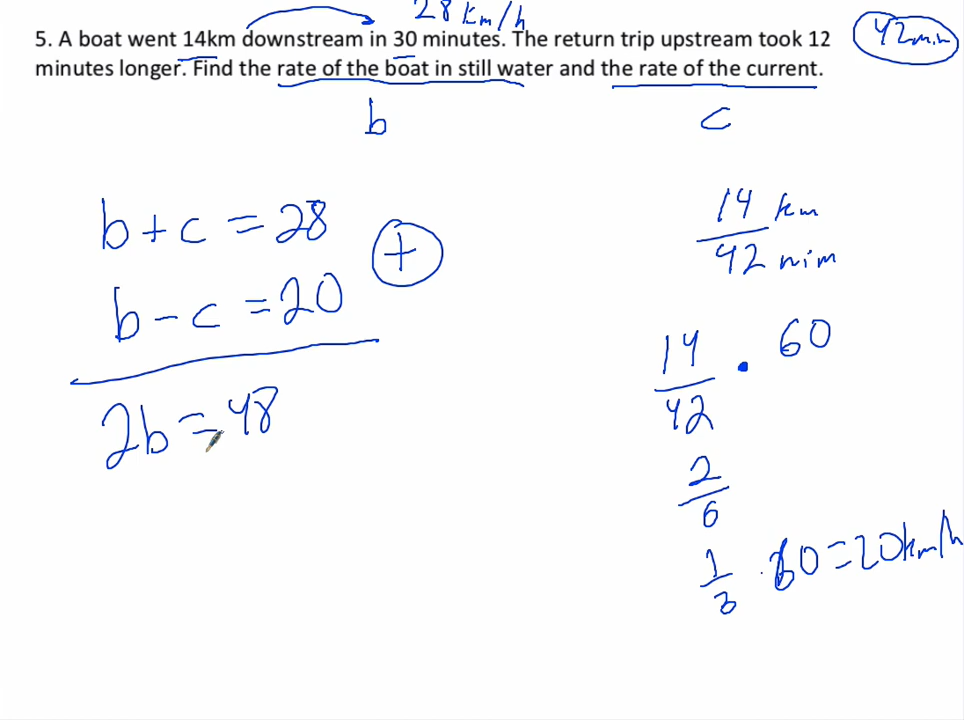 28 km/h
5. A boat went 14km downstream in 30 minutes. The return trip upstream took 12
42min
minutes longer. Find the rate of the boat in still water and the rate of the current.
b c
b + c = 28
b - c = 20
+
2b = 48
14 km
42 min
14 . 60
42
2
6
1 . 60 = 20km/h
3